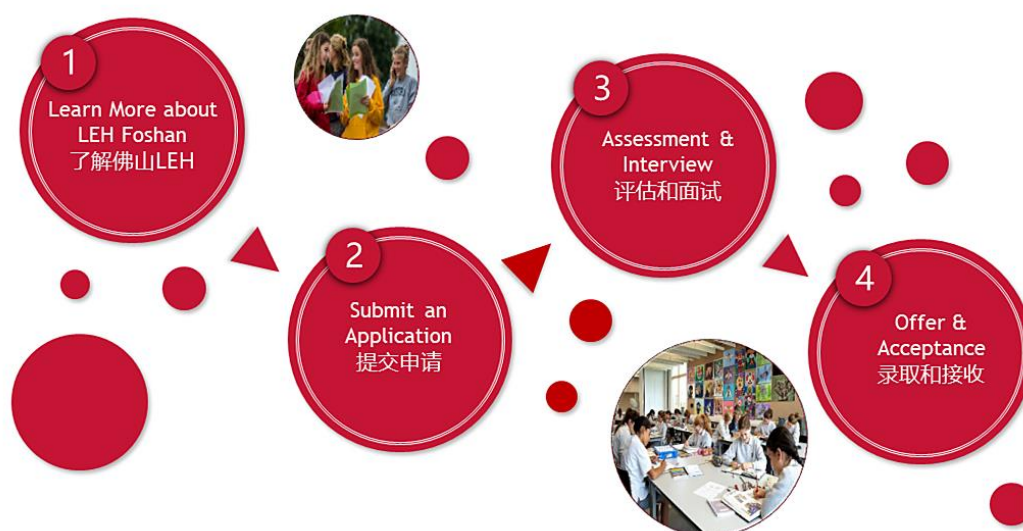 1
Learn More about
LEH Foshan
了解佛山LEH
2
Submit an
Application
提交申请
3
Assessment &
Interview
评估和面试
4
Offer &
Acceptance
录取和接收